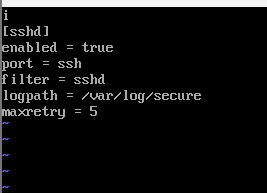 i
[sshd]
enabled = true
port = ssh
filter = sshd
logpath = /var/log/secure
maxretry = 5
~
~
~
~
~